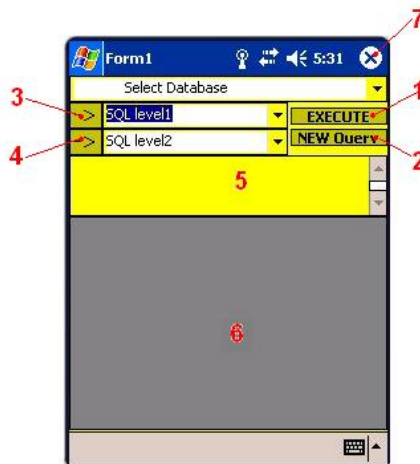 7
Form1 5:31
Select Database
3 > SQL level1 EXECUTE 1
4 > SQL level2 NEW Query 2
5
6